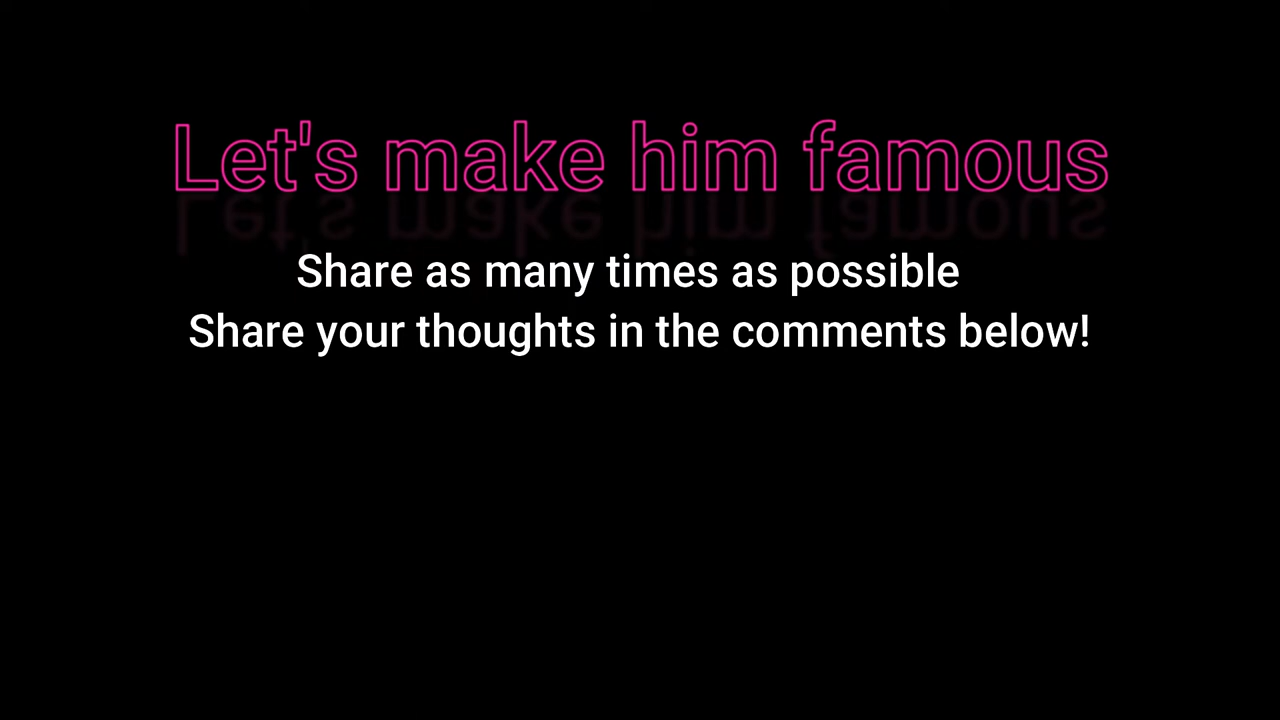 Let's make him famous
Share as many times as possible
Share your thoughts in the comments below!